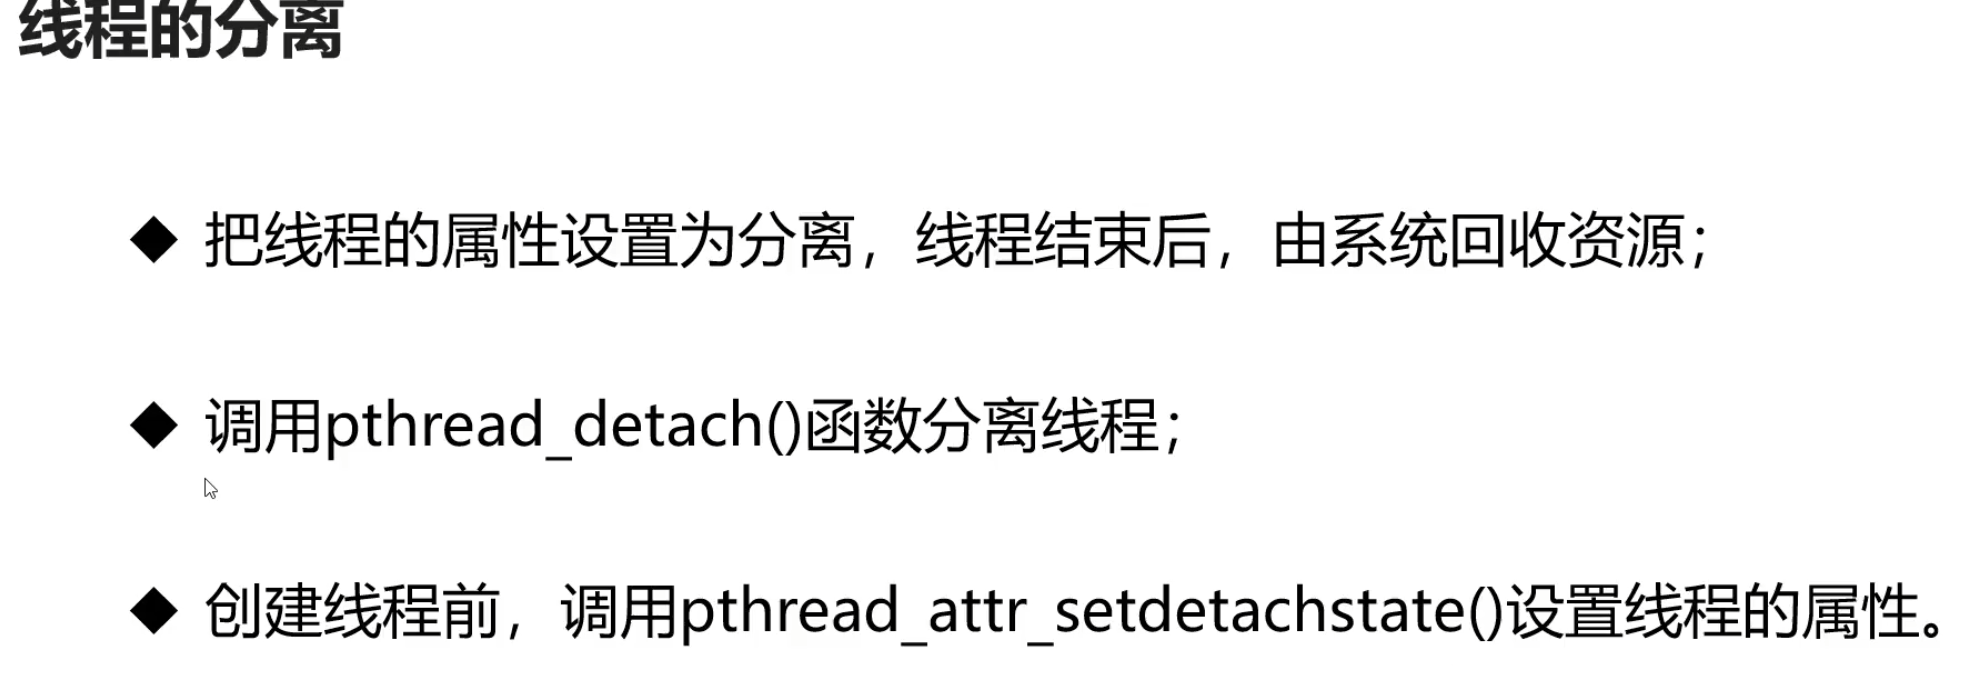 线程的分离
◆ 把线程的属性设置为分离，线程结束后，由系统回收资源；
◆ 调用pthread_detach()函数分离线程；
◆ 创建线程前，调用pthread_attr_setdetachstate()设置线程的属性。